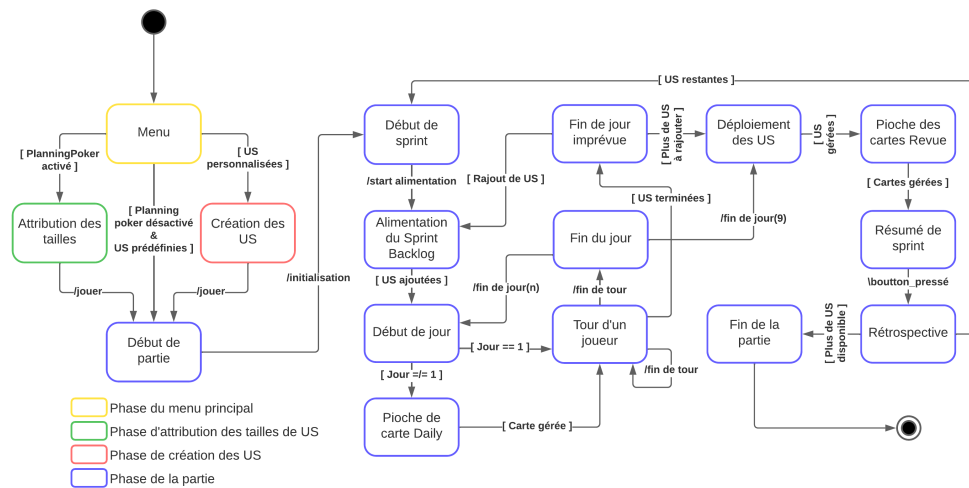 [ US restantes ]
Menu
Début de
sprint
Fin de jour
imprévue
[ Plus de US
à rajouter ]
Déploiement
des US
[ US
gérées ]
Pioche des
cartes Revue
[ PlanningPoker
activé ]
[ US
personnalisées ]
/start alimentation
[ Rajout de US ]
[ Cartes gérées ]
[ US terminées ]
Attribution des
tailles
[ Planning
poker désactivé
&
US prédéfinies ]
Création des
US
Alimentation
du Sprint
Backlog
Fin du jour
/fin de jour(9)
Résumé de
sprint
/initialisation
[ US ajoutées ]
/jouer
/jouer
/fin de jour(n)
/fin de tour
\boutton_pressé
Début de
partie
Début de jour
[ Jour == 1 ]
Tour d'un
joueur
Fin de la
partie
[ Plus de US
disponible ]
Rétrospective
[ Jour =/= 1 ]
/fin de tour
Pioche de
carte Daily
[ Carte gérée ]
Phase du menu principal
Phase d'attribution des tailles de US
Phase de création des US
Phase de la partie